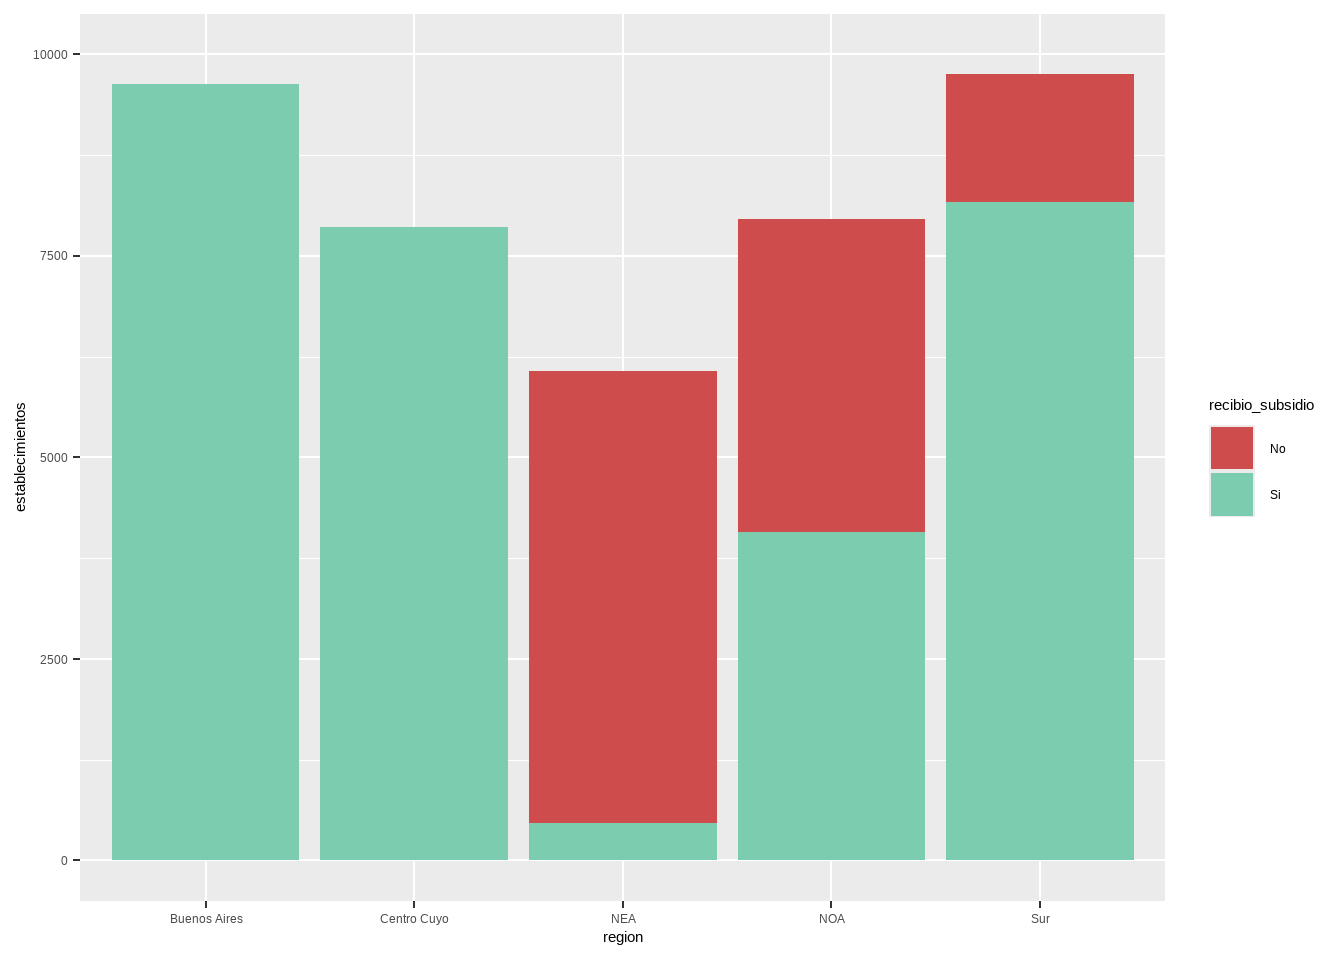 10000
7500
5000
2500
0
establecimientos
Buenos Aires
Centro Cuyo
NEA
NOA
Sur
region
recibio_subsidio
No
Si